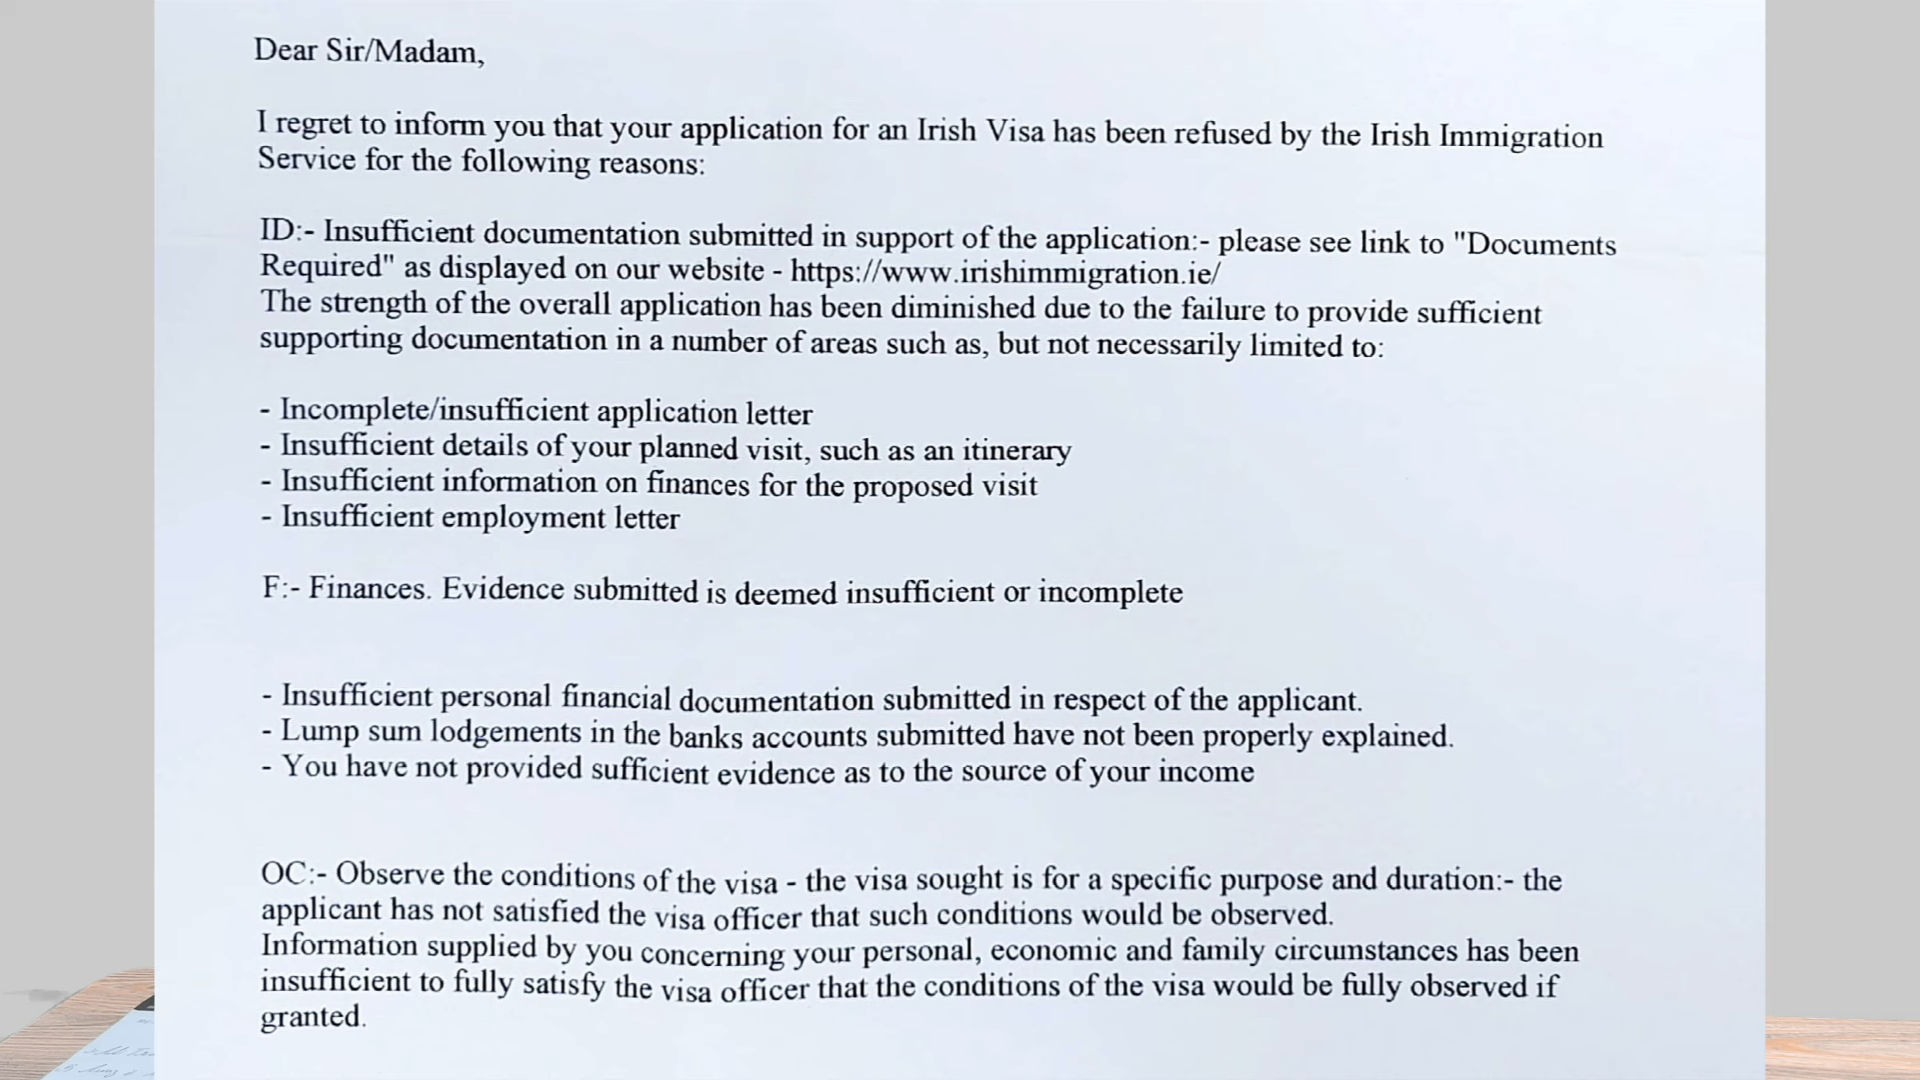 Dear Sir/Madam,
I regret to inform you that your application for an Irish Visa has been refused by the Irish Immigration
Service for the following reasons:
ID:- Insufficient documentation submitted in support of the application:- please see link to "Documents
Required" as displayed on our website - https://www.irishimmigration.ie/
The strength of the overall application has been diminished due to the failure to provide sufficient
supporting documentation in a number of areas such as, but not necessarily limited to:
- Incomplete/insufficient application letter
- Insufficient details of your planned visit, such as an itinerary
- Insufficient information on finances for the proposed visit
- Insufficient employment letter
F:- Finances. Evidence submitted is deemed insufficient or incomplete
- Insufficient personal financial documentation submitted in respect of the applicant.
- Lump sum lodgements in the banks accounts submitted have not been properly explained.
- You have not provided sufficient evidence as to the source of your income
OC:- Observe the conditions of the visa - the visa sought is for a specific purpose and duration:- the
applicant has not satisfied the visa officer that such conditions would be observed.
Information supplied by you concerning your personal, economic and family circumstances has been
insufficient to fully satisfy the visa officer that the conditions of the visa would be fully observed if
granted.